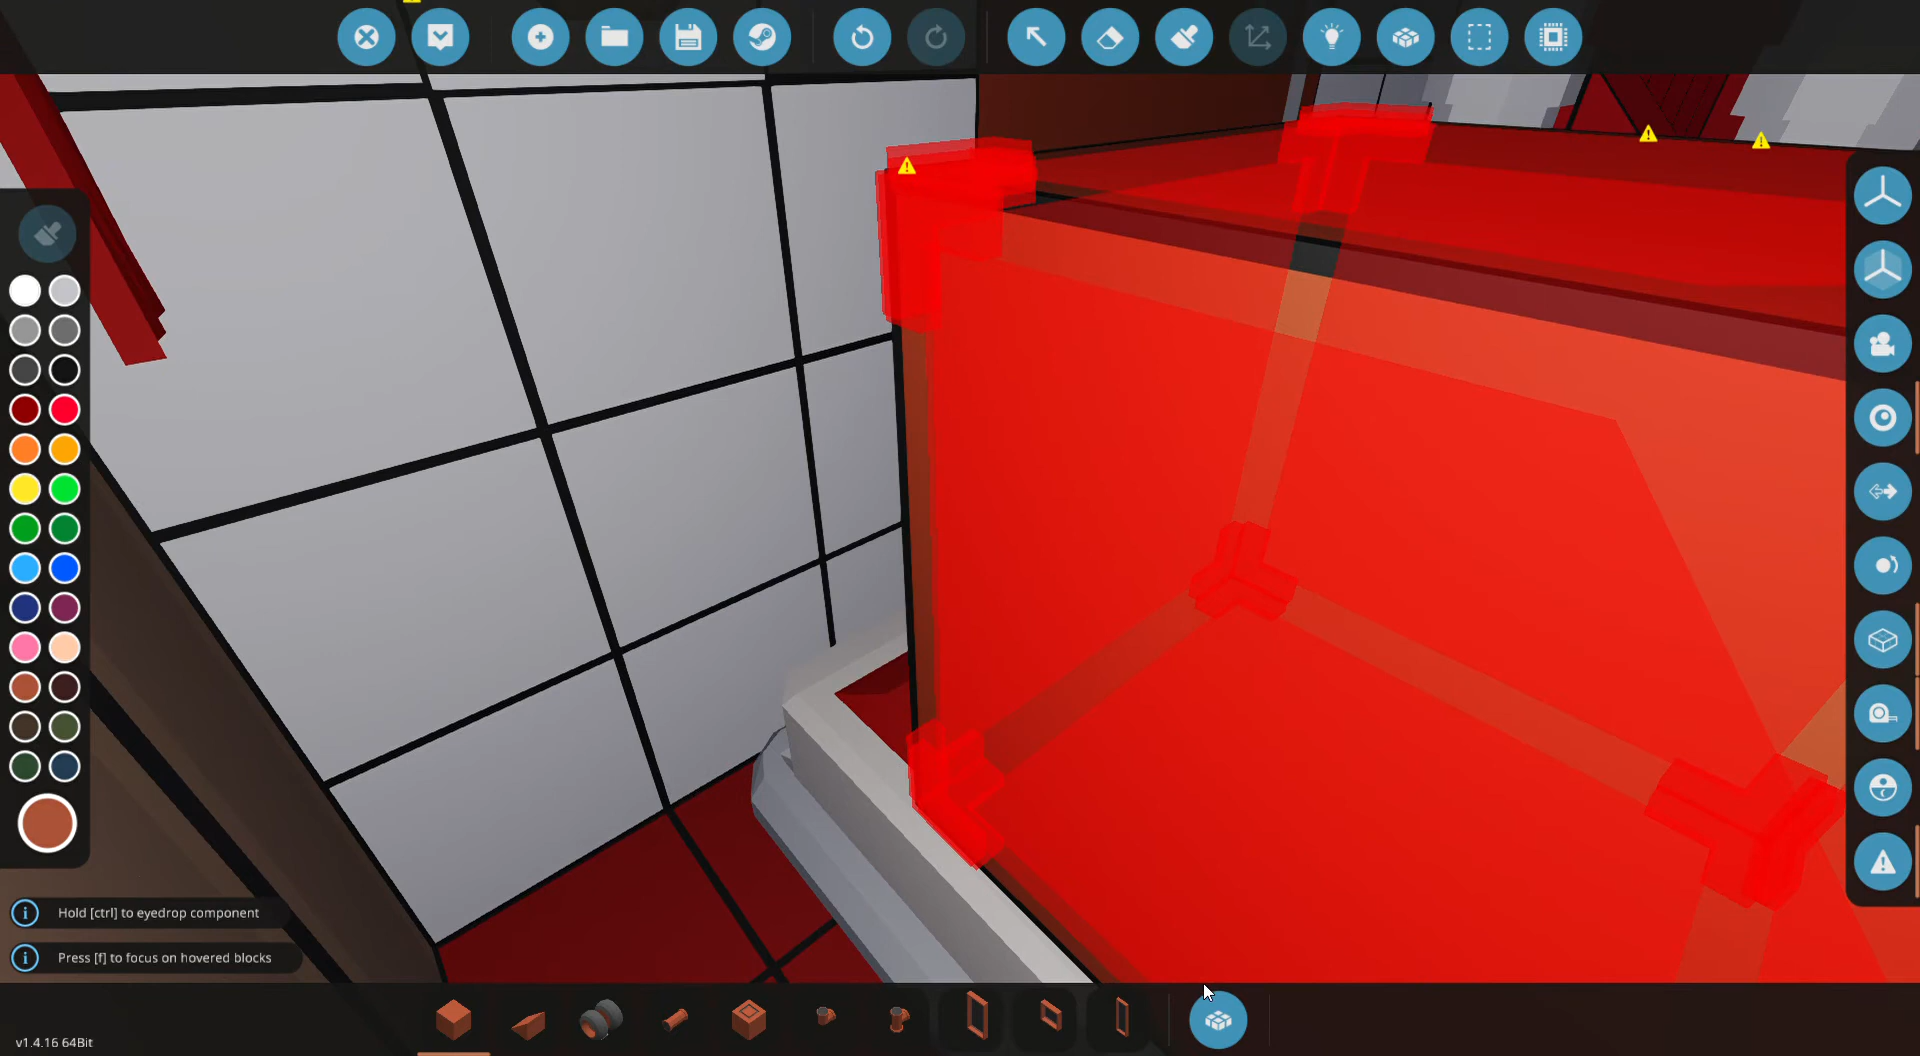 Hold [ctrl] to eyedrop component
Press [f] to focus on hovered blocks
v1.4.16 64Bit